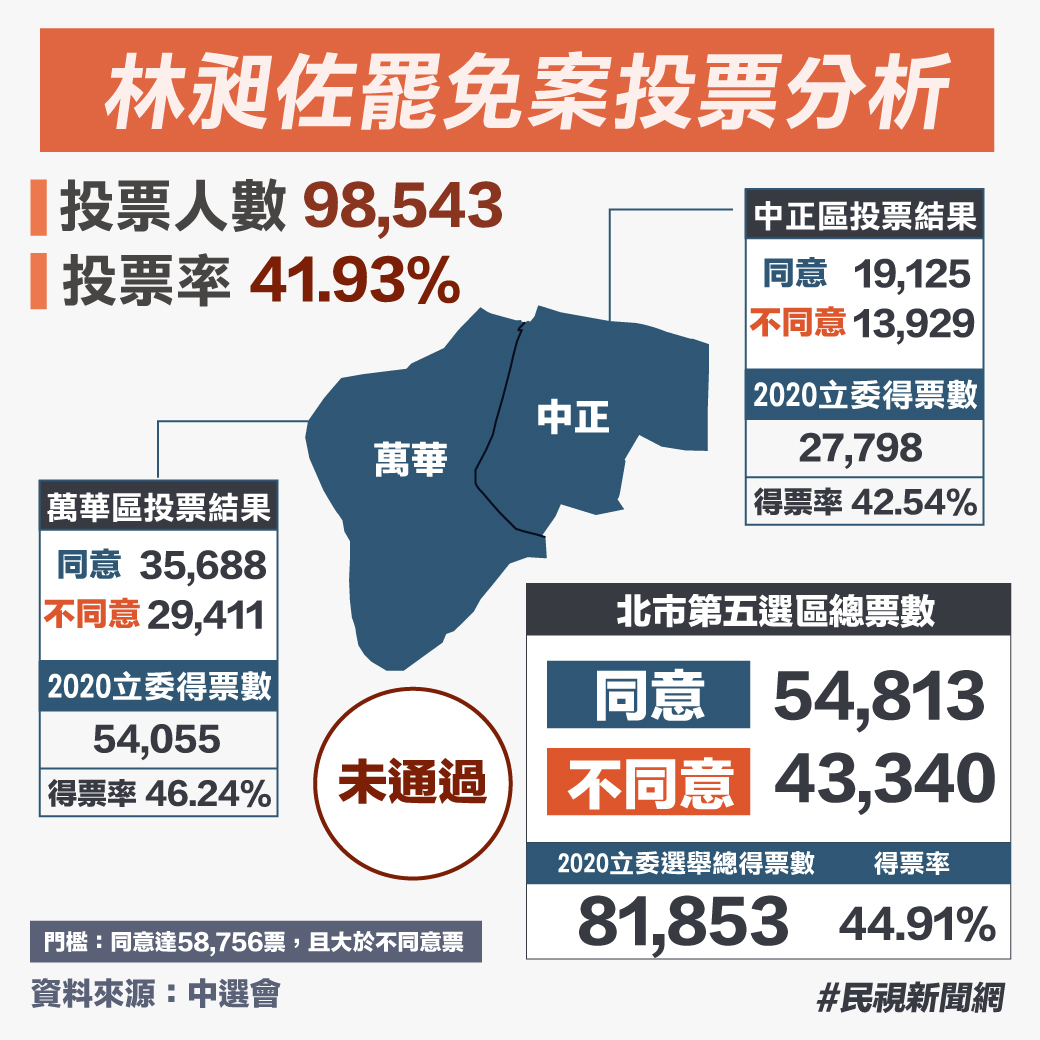 林昶佐罷免案投票分析
投票人數 98,543
投票率 41.93%
中正區投票結果
同意 19,125
不同意 13,929
2020立委得票數
27,798
得票率 42.54%
中正
萬華
萬華區投票結果
同意 35,688
不同意 29,411
2020立委得票數
54,055
得票率 46.24%
未通過
北市第五選區總票數
同意 54,813
不同意 43,340
2020立委選舉總得票數 得票率
81,853 44.91%
門檻：同意達58,756票，且大於不同意票
資料來源：中選會
#民視新聞網